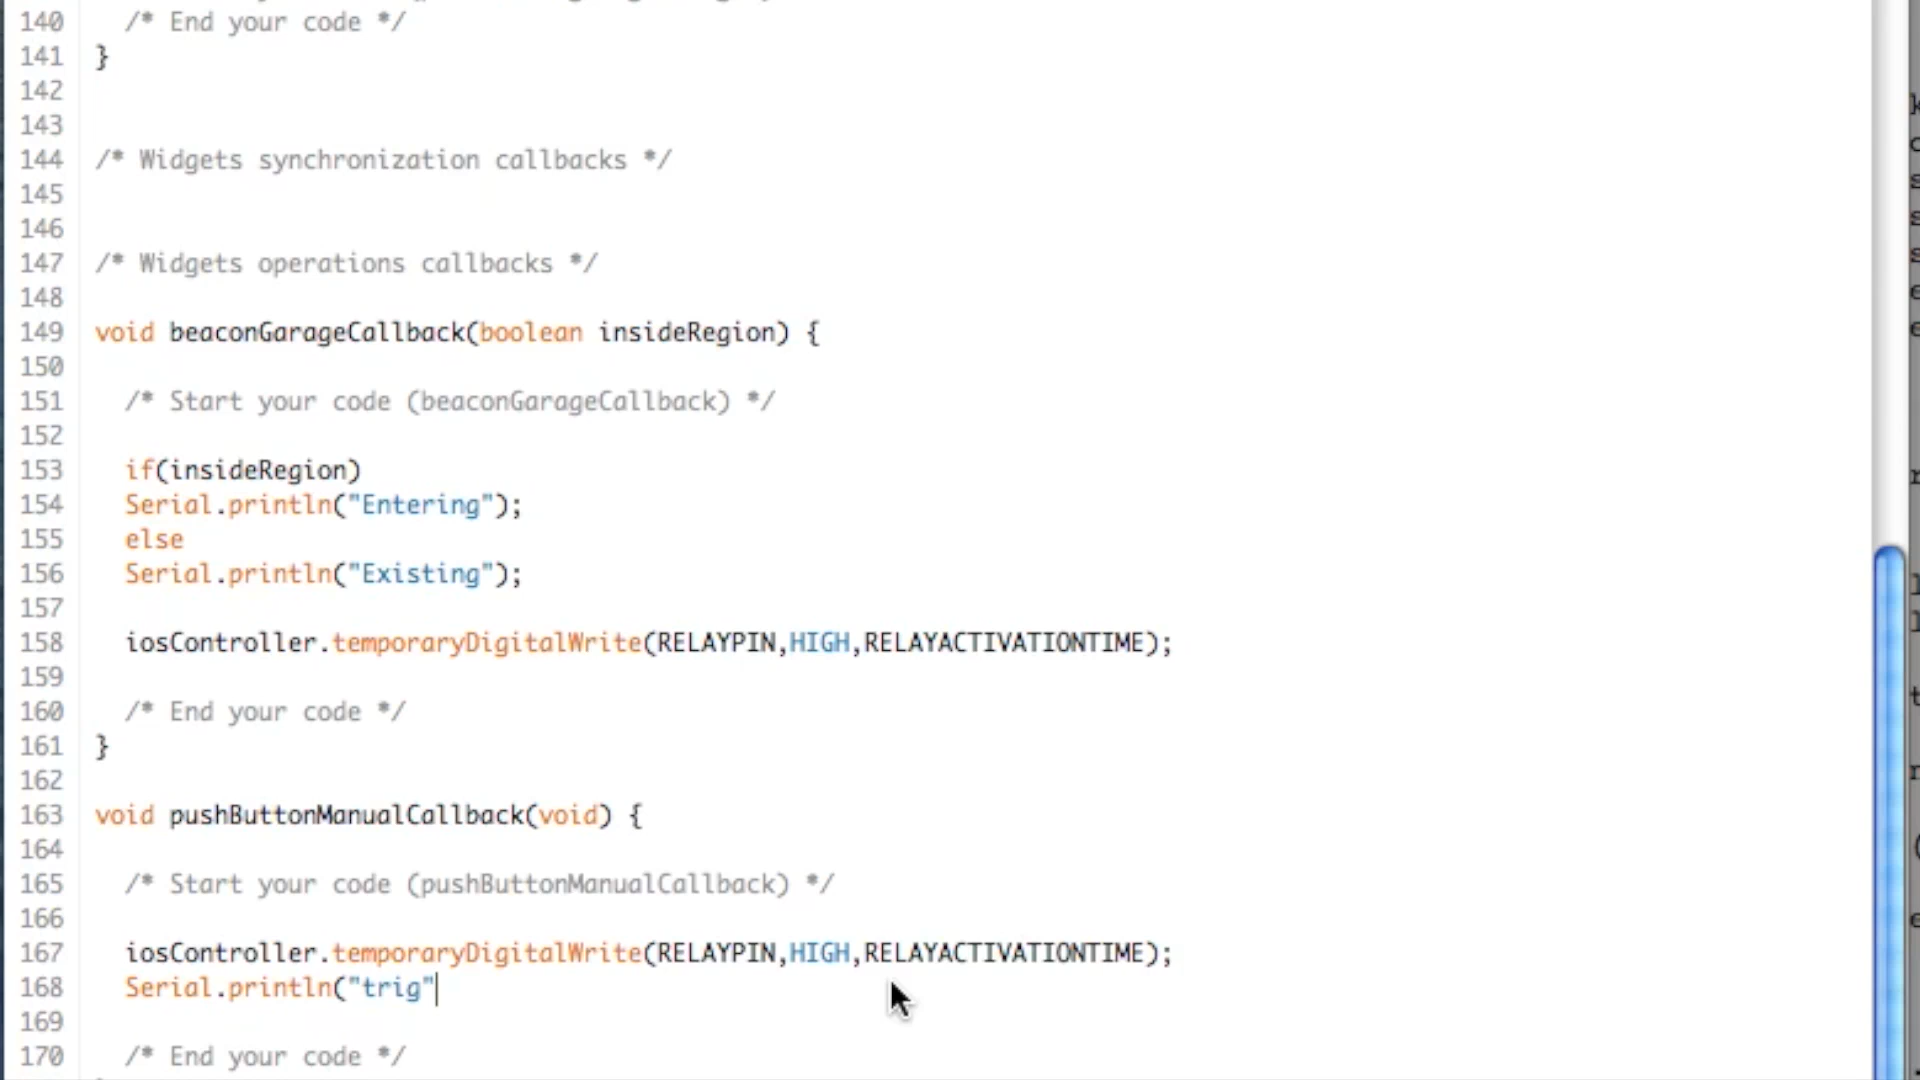 140 /* End your code */
141 }
142
143
144 /* Widgets synchronization callbacks */
145
146
147 /* Widgets operations callbacks */
148
149 void beaconGarageCallback(boolean insideRegion) {
150
151 /* Start your code (beaconGarageCallback) */
152
153 if(insideRegion)
154 Serial.println("Entering");
155 else
156 Serial.println("Existing");
157
158 iosController.temporaryDigitalWrite(RELAYPIN,HIGH,RELAYACTIVATIONTIME);
159
160 /* End your code */
161 }
162
163 void pushButtonManualCallback(void) {
164
165 /* Start your code (pushButtonManualCallback) */
166
167 iosController.temporaryDigitalWrite(RELAYPIN,HIGH,RELAYACTIVATIONTIME);
168 Serial.println("trig"
169
170 /* End your code */